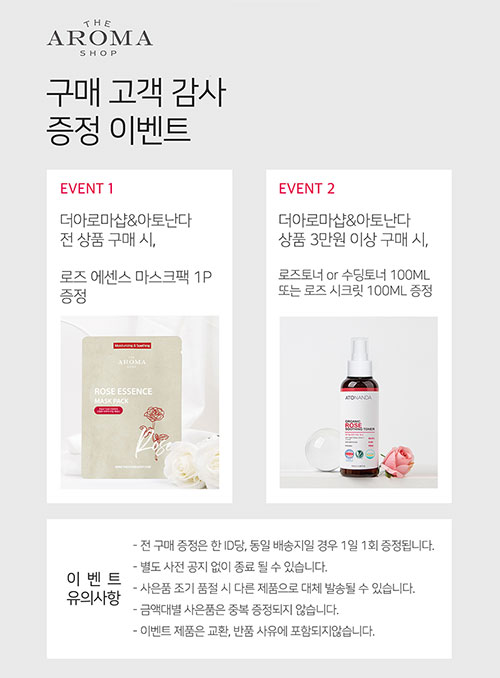 THE
AROMA
SHOP
구매 고객 감사
증정 이벤트
EVENT 1
더아로마샵&아토난다
전 상품 구매 시,
로즈 에센스 마스크팩 1P
증정
Moisturizing & Soothing
THE
AROMA
SHOP
ROSE ESSENCE
MASK PACK
Rose
EVENT 2
더아로마샵&아토난다
상품 3만원 이상 구매 시,
로즈토너 or 수딩토너 100ML
또는 로즈 시크릿 100ML 증정
ATONANDA
ORGANIC
ROSE
SOOTHING TONER
이 벤 트
유의사항
- 전 구매 증정은 한 ID당, 동일 배송지일 경우 1일 1회 증정됩니다.
- 별도 사전 공지 없이 종료 될 수 있습니다.
- 사은품 조기 품절 시 다른 제품으로 대체 발송될 수 있습니다.
- 금액대별 사은품은 중복 증정되지 않습니다.
- 이벤트 제품은 교환, 반품 사유에 포함되지않습니다.